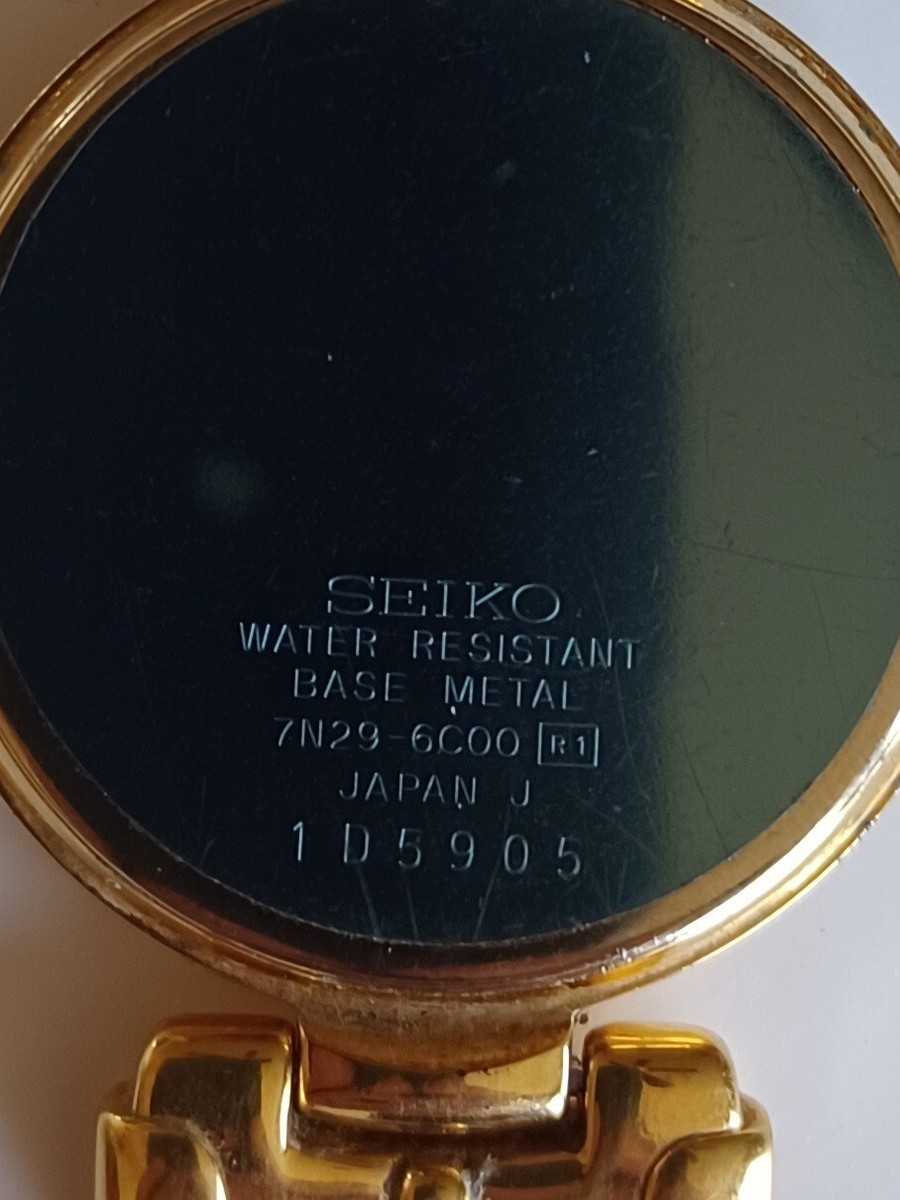 SEIKO
WATER RESISTANT
BASE METAL
7N29-6C00 R1
JAPAN J
1D5905